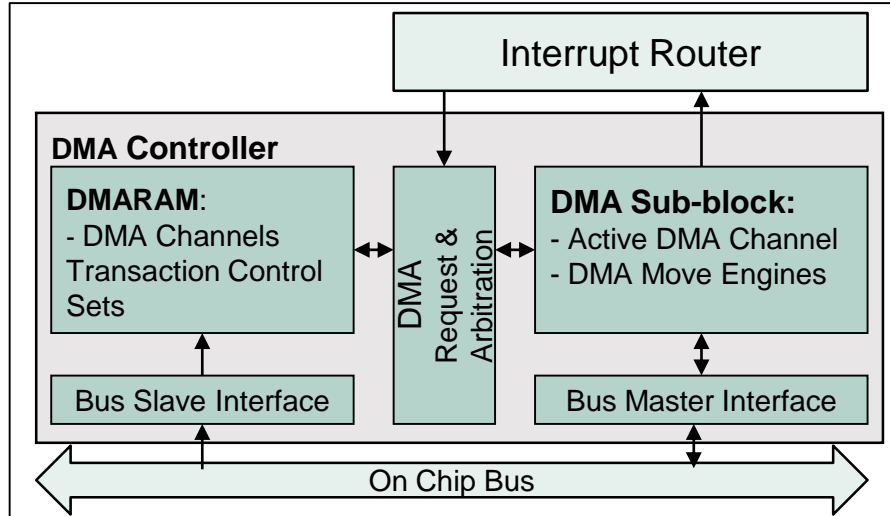 Interrupt Router
DMA Controller
DMARAM:
- DMA Channels
Transaction Control
Sets
DMA
Request &
Arbitration
DMA Sub-block:
- Active DMA Channel
- DMA Move Engines
Bus Slave Interface
Bus Master Interface
On Chip Bus